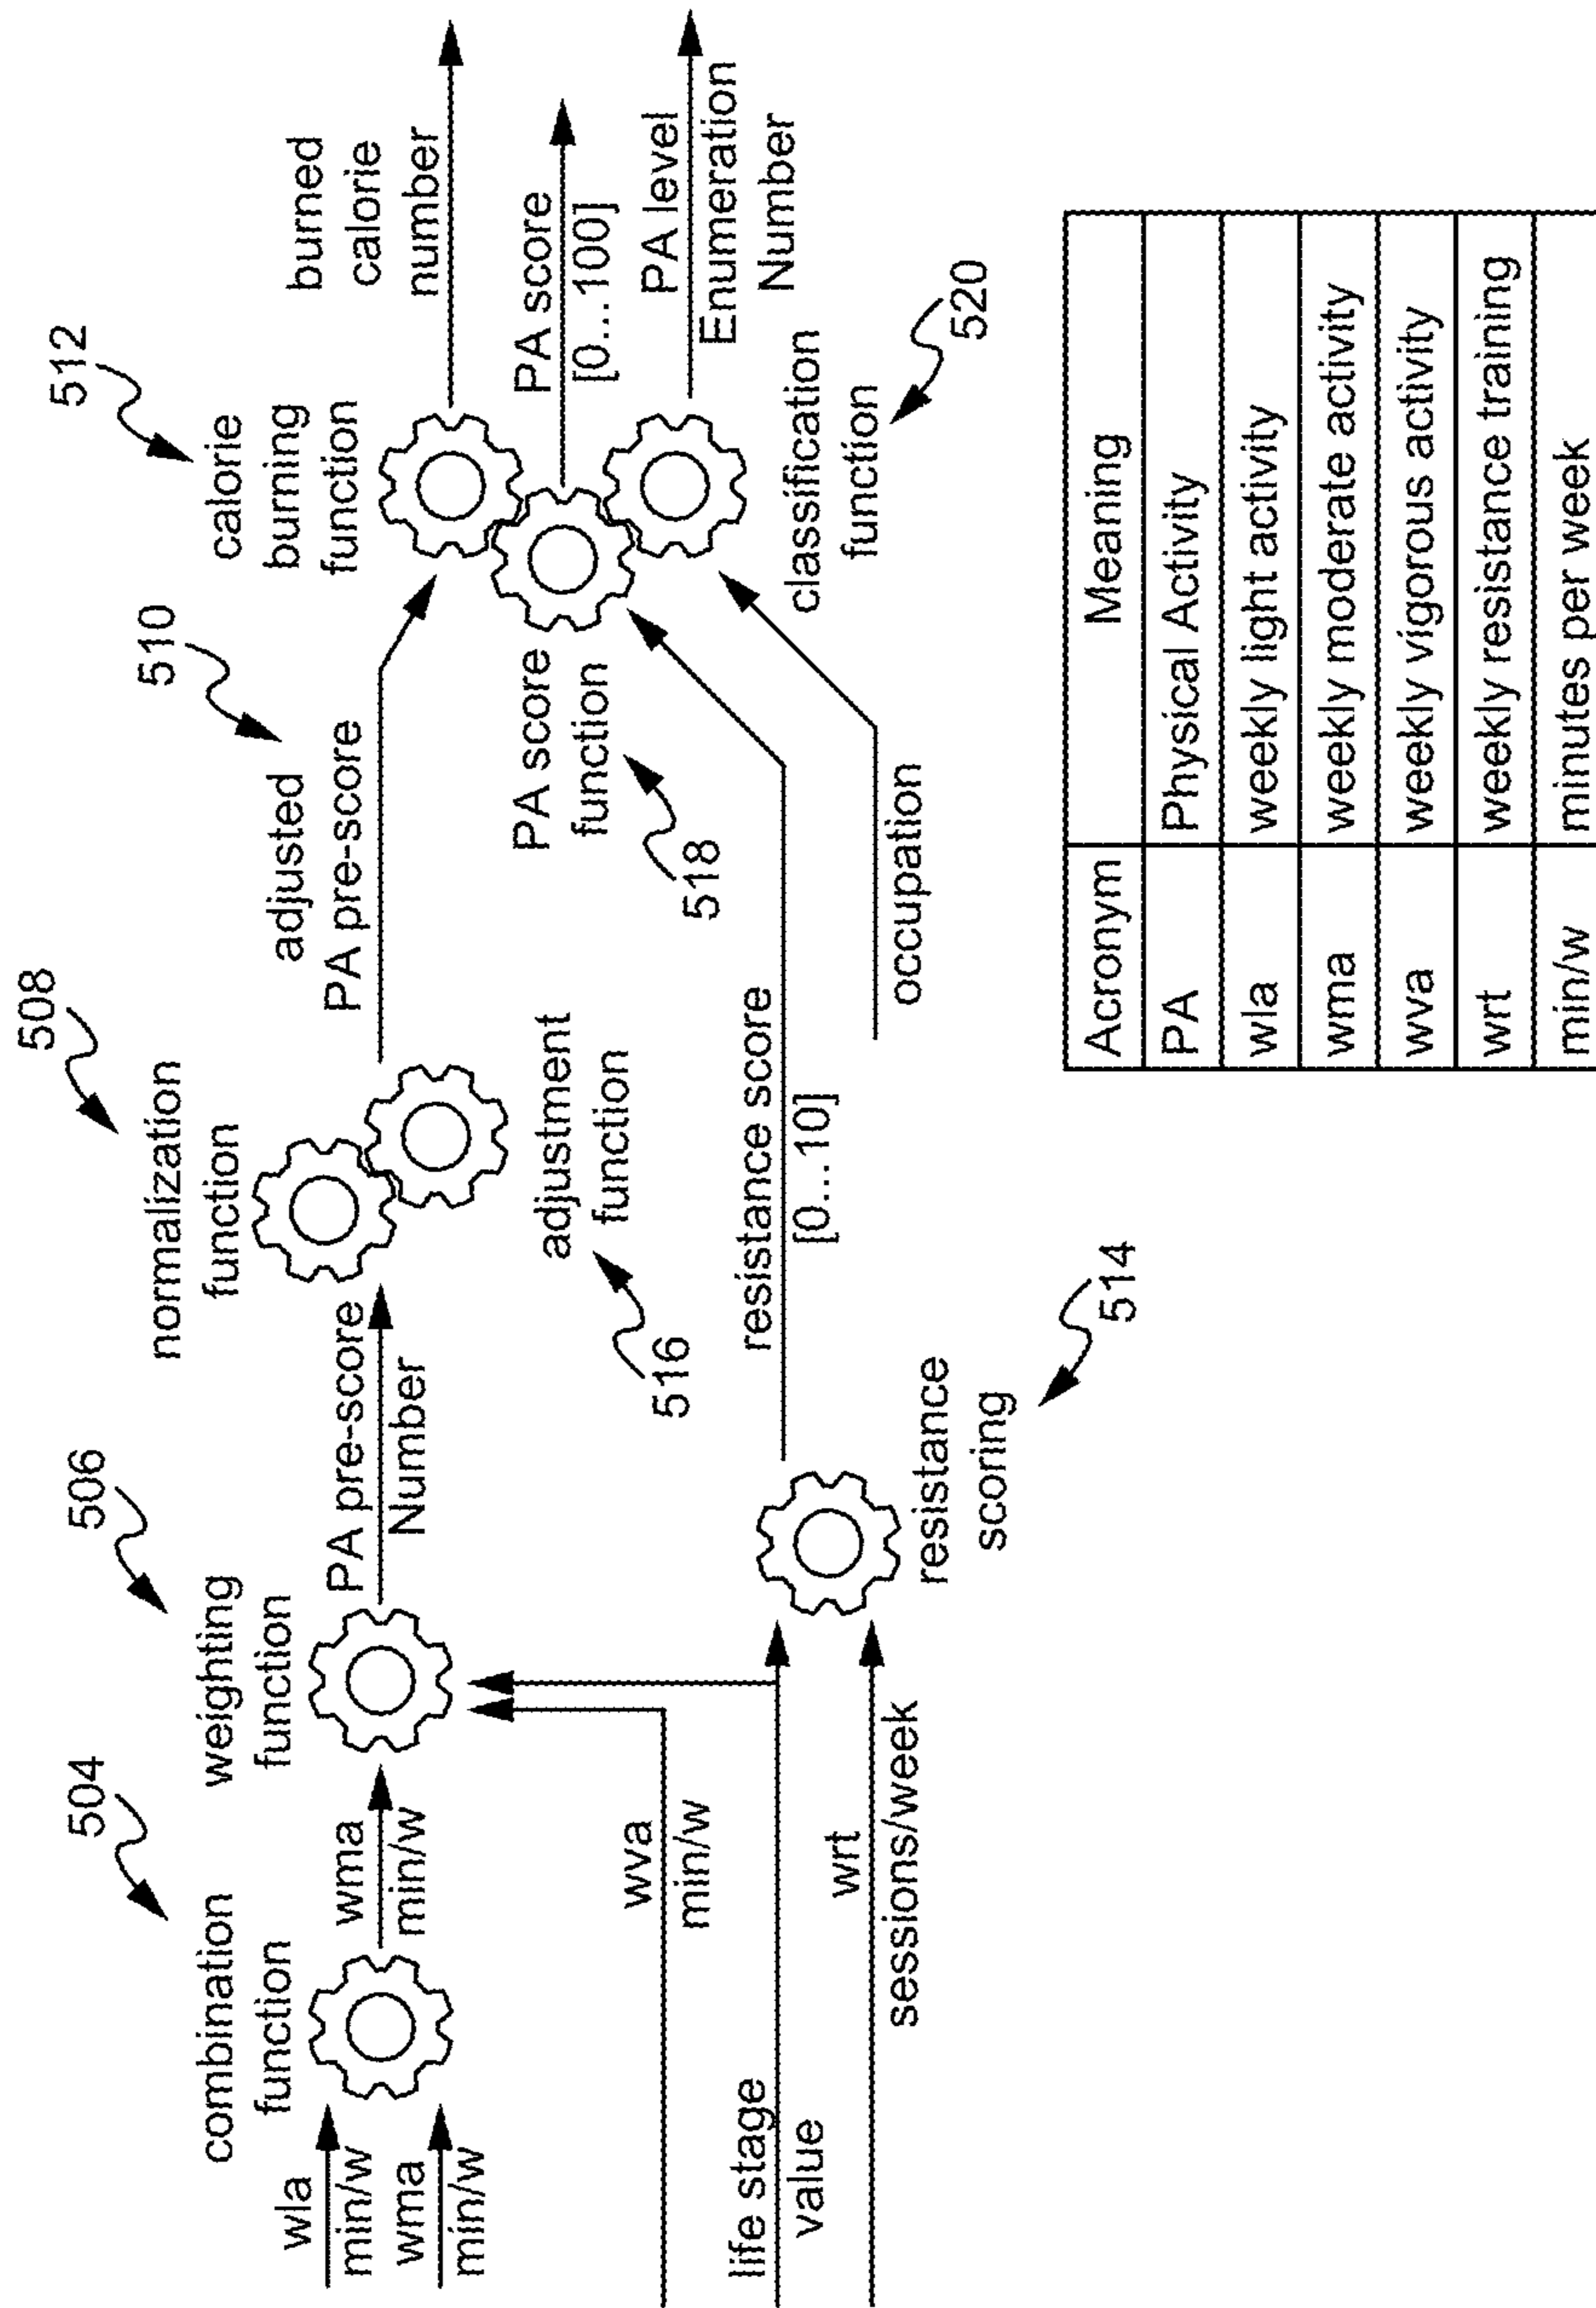 504
combination
function
wla
min/w
wma
min/w
wma
min/w
506
weighting
function
PA pre-score
Number
wva
min/w
life stage
value
wrt
sessions/week
508
normalization
function
adjustment
function
516
resistance
scoring
514
resistance score
[0...10]
510
adjusted
PA pre-score
occupation
512
calorie
burning
function
PA score
function
518
classification
function
520
burned
calorie
number
PA score
[0...100]
PA level
Enumeration
Number
Acronym Meaning
PA Physical Activity
wla weekly light activity
wma weekly moderate activity
wva weekly vigorous activity
wrt weekly resistance training
min/w minutes per week